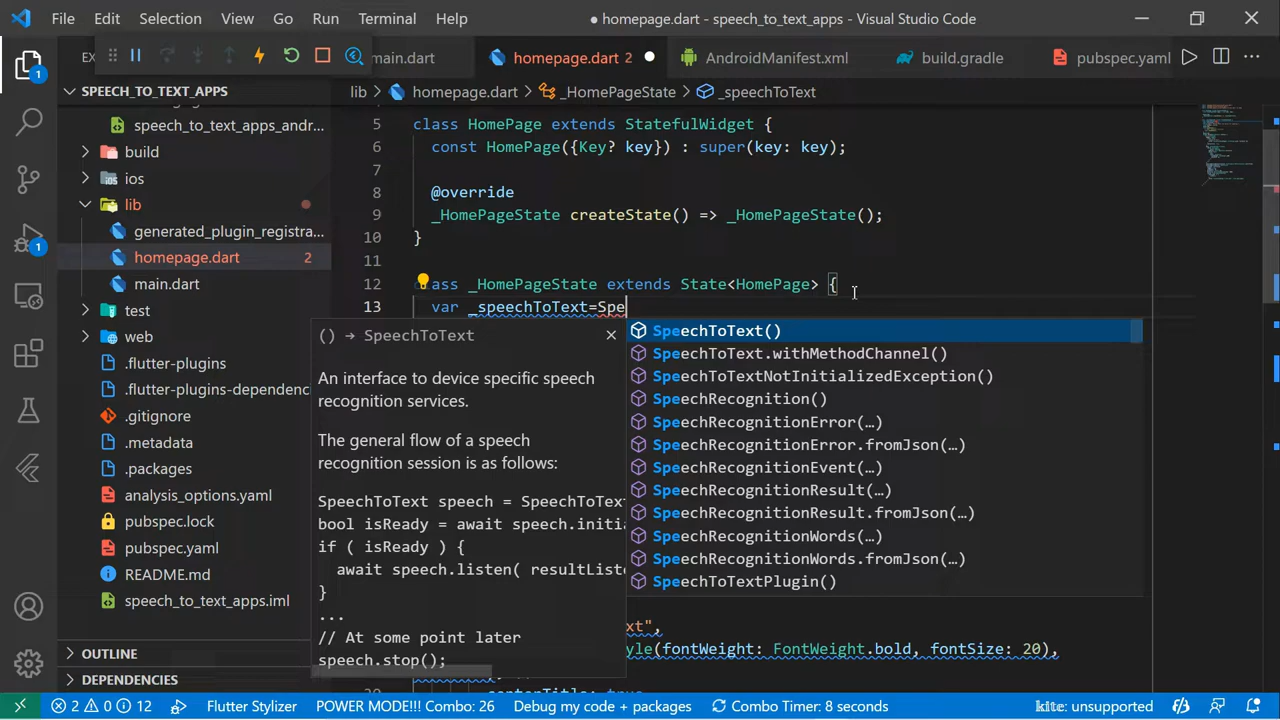 File Edit Selection View Go Run Terminal Help
● homepage.dart - speech_to_text_apps - Visual Studio Code
EX
main.dart
homepage.dart 2 ●
AndroidManifest.xml
build.gradle
pubspec.yaml
1
SPEECH_TO_TEXT_APPS
lib > homepage.dart > _HomePageState > _speechToText
speech_to_text_apps_andr...
build
ios
lib
generated_plugin_registra...
homepage.dart 2
main.dart
test
web
.flutter-plugins
.flutter-plugins-dependenc
.gitignore
.metadata
.packages
analysis_options.yaml
pubspec.lock
pubspec.yaml
README.md
speech_to_text_apps.iml
OUTLINE
DEPENDENCIES
1
5 class HomePage extends StatefulWidget {
6 const HomePage({Key? key}) : super(key: key);
7
8 @override
9 _HomePageState createState() => _HomePageState();
10 }
11
12 ass _HomePageState extends State<HomePage> {
13 var _speechToText=Spe
() → SpeechToText
An interface to device specific speech
recognition services.
The general flow of a speech
recognition session is as follows:
SpeechToText speech = SpeechToText
bool isReady = await speech.initia
if ( isReady ) {
await speech.listen( resultListe
}
...
// At some point later
speech.stop();
SpeechToText()
SpeechToText.withMethodChannel()
SpeechToTextNotInitializedException()
SpeechRecognition()
SpeechRecognitionError(…)
SpeechRecognitionError.fromJson(…)
SpeechRecognitionEvent(…)
SpeechRecognitionResult(…)
SpeechRecognitionResult.fromJson(…)
SpeechRecognitionWords(…)
SpeechRecognitionWords.fromJson(…)
SpeechToTextPlugin()
xt",
yle(fontWeight: FontWeight.bold, fontSize: 20),
2 0 12 Flutter Stylizer POWER MODE!!! Combo: 26 Debug my code + packages Combo Timer: 8 seconds kite: unsupported